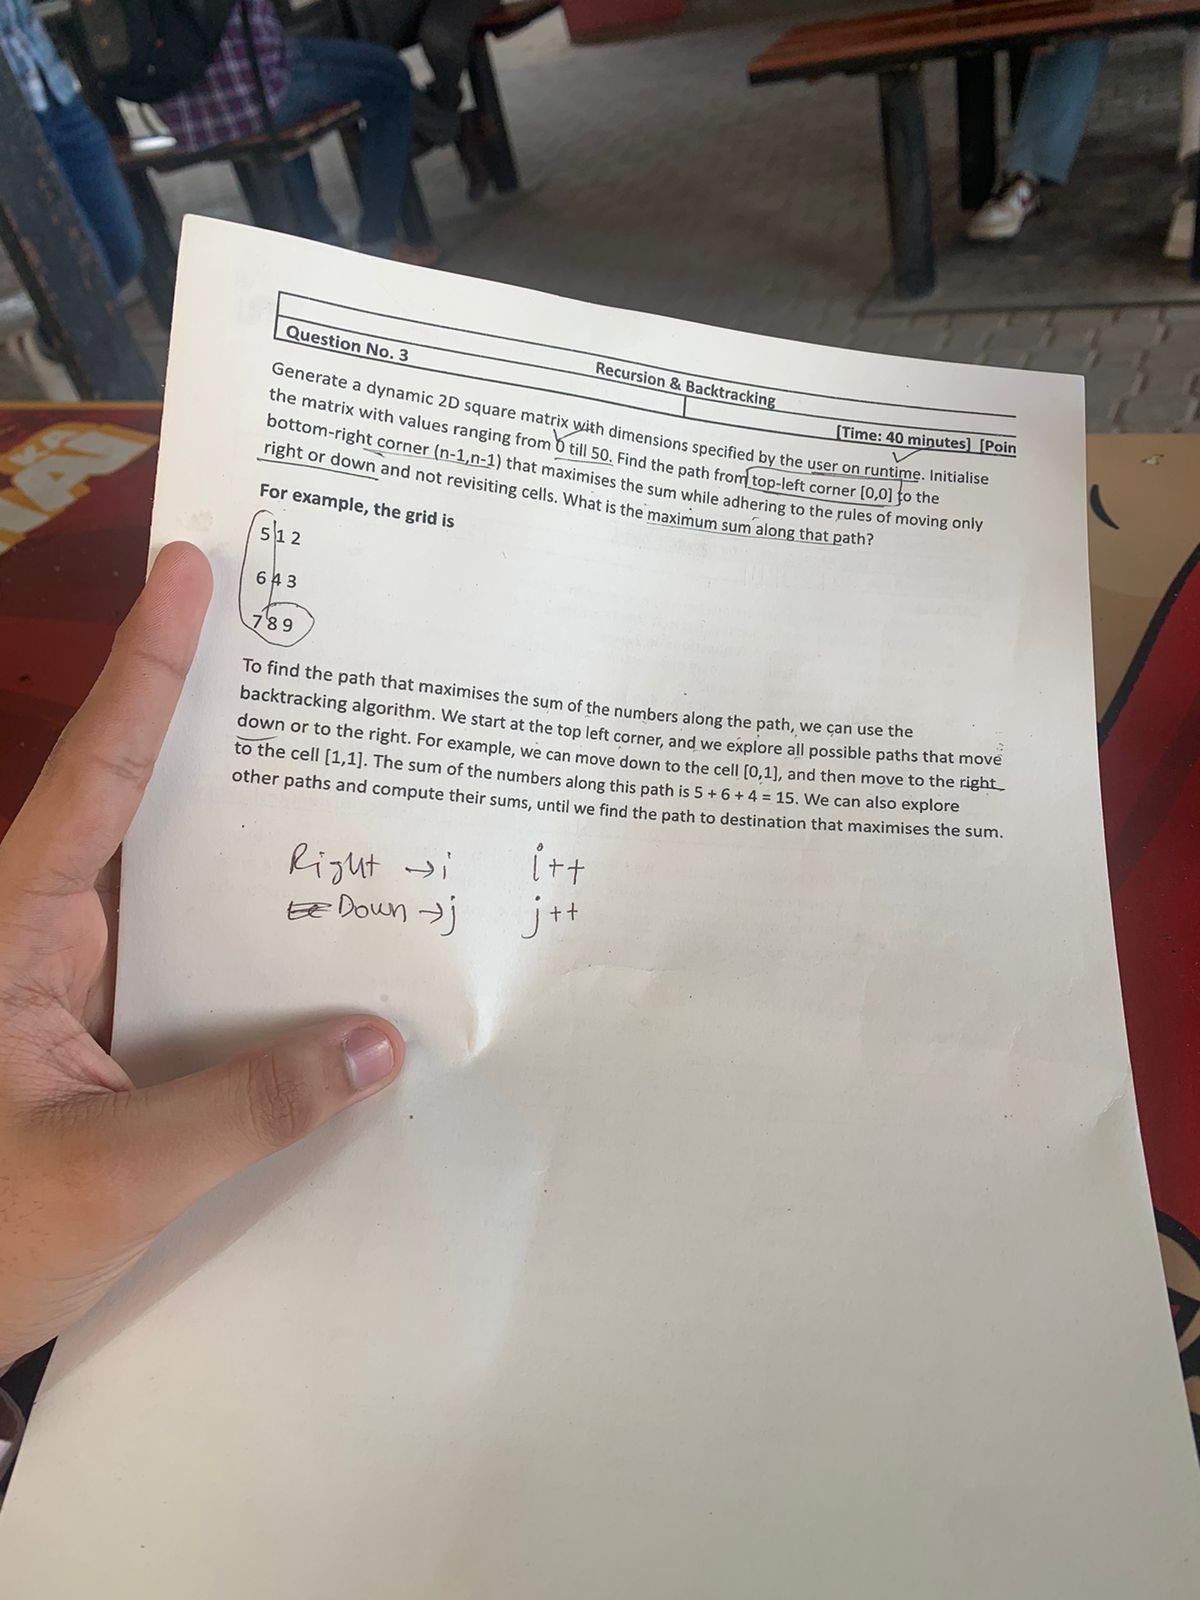 Recursion & Backtracking
Question No. 3
[Time: 40 minutes] [Poin
Generate a dynamic 2D square matrix with dimensions specified by the user on runtime. Initialise
the matrix with values ranging from 0 till 50. Find the path from top-left corner [0,0] to the
bottom-right corner (n-1,n-1) that maximises the sum while adhering to the rules of moving only
right or down and not revisiting cells. What is the maximum sum along that path?
For example, the grid is
5 1 2
6 4 3
7 8 9
To find the path that maximises the sum of the numbers along the path, we can use the
backtracking algorithm. We start at the top left corner, and we explore all possible paths that move
down or to the right. For example, we can move down to the cell [0,1], and then move to the right
to the cell [1,1]. The sum of the numbers along this path is 5 + 6 + 4 = 15. We can also explore
other paths and compute their sums, until we find the path to destination that maximises the sum.
Right → i i++
Down → j j++